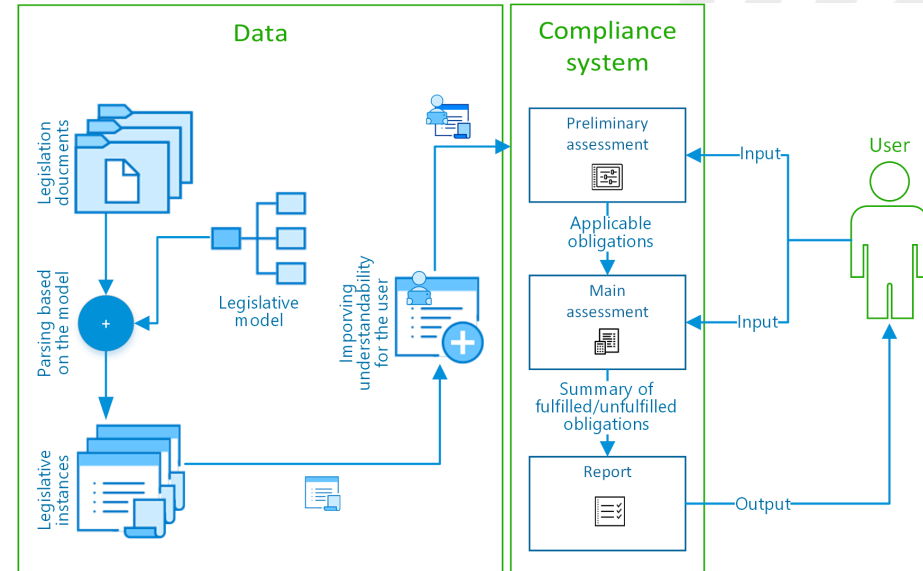 Data
Legislation
doucments
Parsing based
on the model
+
Legislative
model
Legislative
instances
Imporving
understandability
for the user
Compliance
system
Preliminary
assessment
Applicable
obligations
Main
assessment
Summary of
fulfilled/unfulfilled
obligations
Report
Input
Input
Output
User